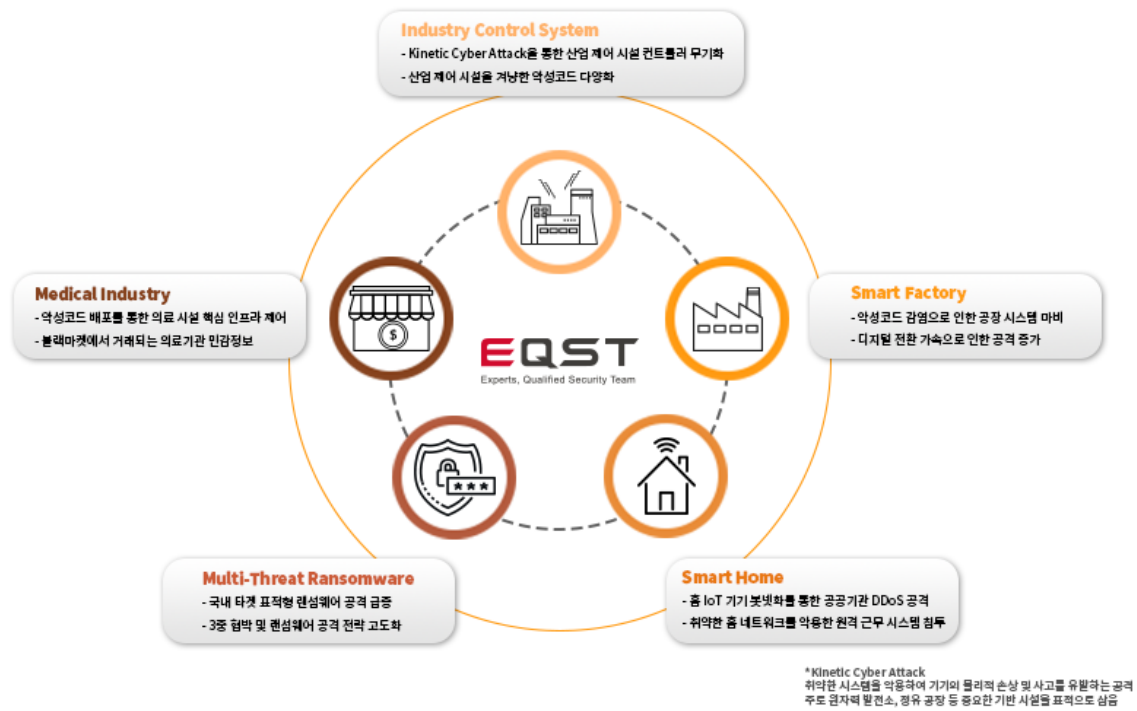 Industry Control System
- Kinetic Cyber Attack을 통한 산업 제어 시설 컨트롤러 무기화
- 산업 제어 시설을 겨냥한 악성코드 다양화
Medical Industry
- 악성코드 배포를 통한 의료 시설 핵심 인프라 제어
- 블랙마켓에서 거래되는 의료기관 민감정보
$
Smart Factory
- 악성코드 감염으로 인한 공장 시스템 마비
- 디지털 전환 가속으로 인한 공격 증가
EQST
Experts, Qualified Security Team
***
Multi-Threat Ransomware
- 국내 타겟 표적형 랜섬웨어 공격 급증
- 3중 협박 및 랜섬웨어 공격 전략 고도화
Smart Home
- 홈 IoT 기기 봇넷화를 통한 공공기관 DDoS 공격
- 취약한 홈 네트워크를 악용한 원격 근무 시스템 침투
*Kinetic Cyber Attack
취약한 시스템을 악용하여 기기의 물리적 손상 및 사고를 유발하는 공격
주로 원자력 발전소, 정유 공장 등 중요한 기반 시설을 표적으로 삼음